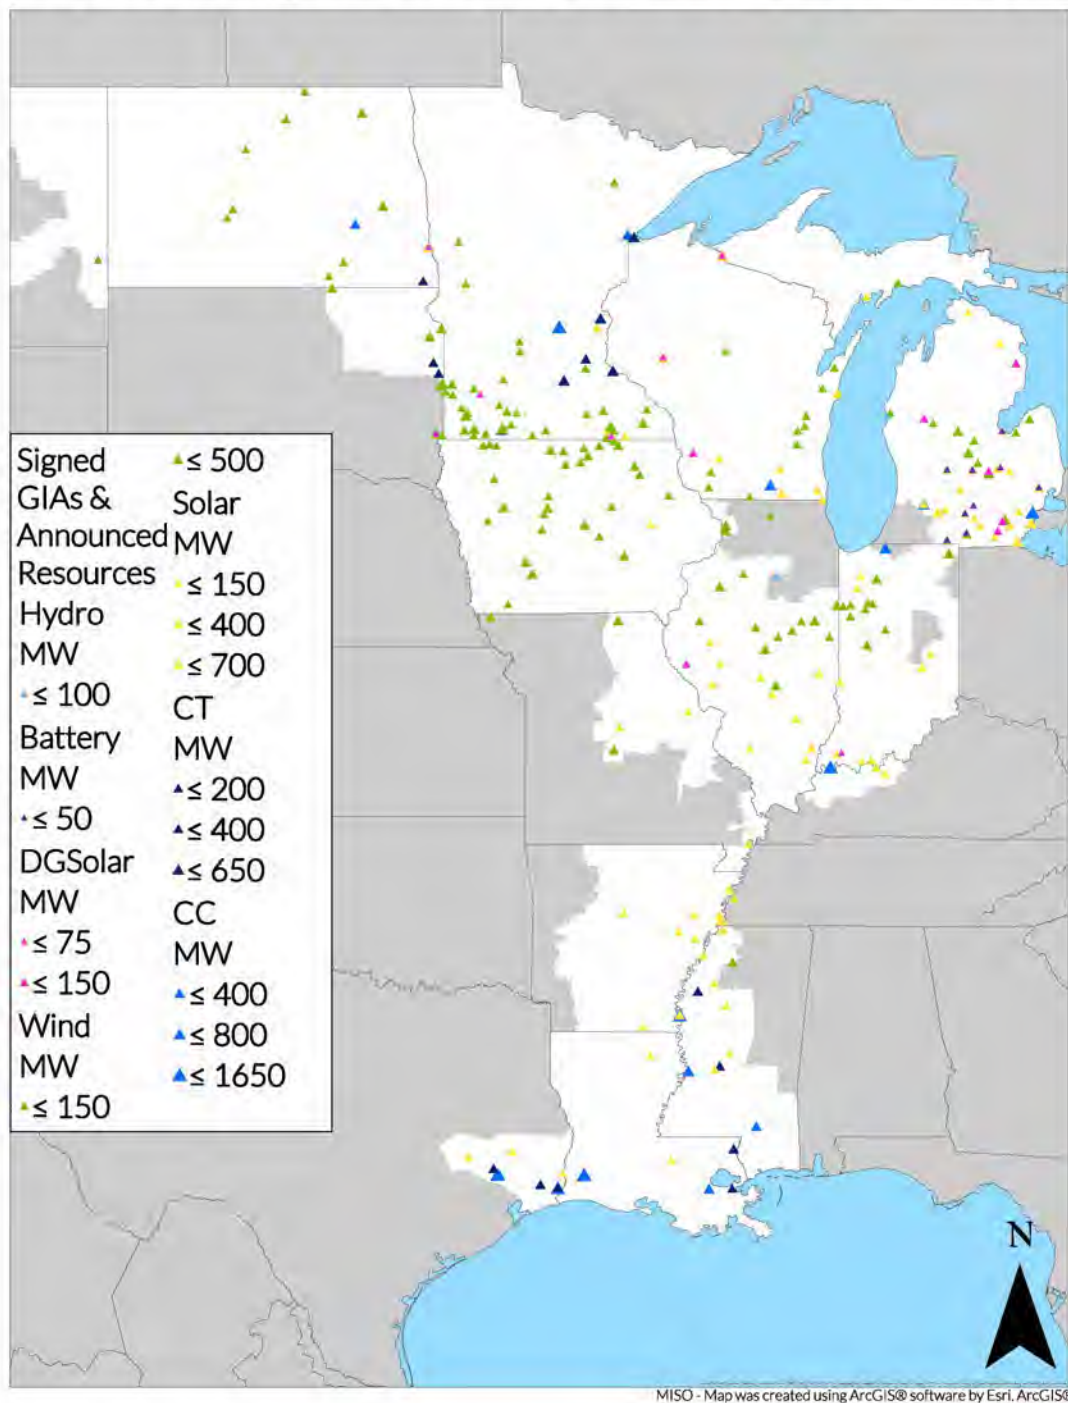 Signed
GIAs &
Announced
Resources
Hydro
MW
≤ 100
Battery
MW
≤ 50
DGSolar
MW
≤ 75
≤ 150
Wind
MW
≤ 150
≤ 500
Solar
MW
≤ 150
≤ 400
≤ 700
CT
MW
≤ 200
≤ 400
≤ 650
CC
MW
≤ 400
≤ 800
≤ 1650
N
MISO - Map was created using ArcGIS® software by Esri. ArcGIS®